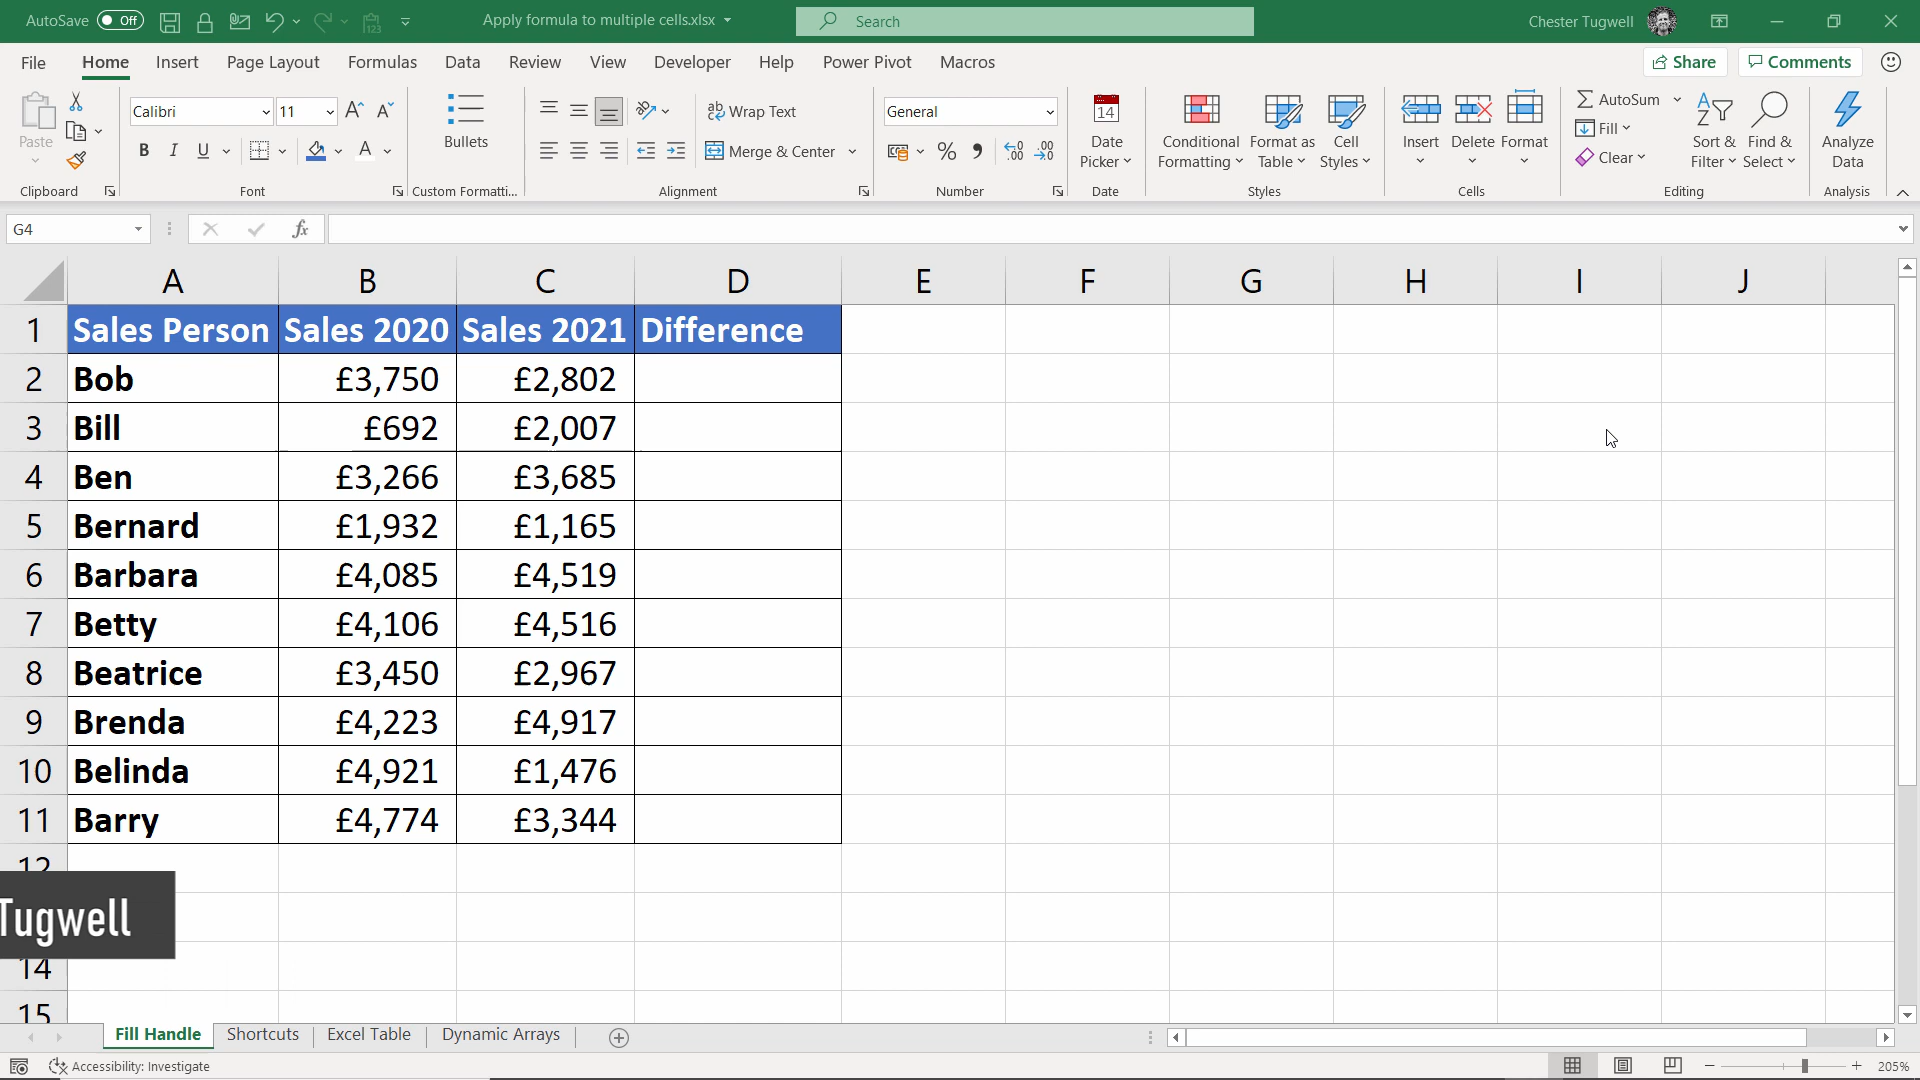 AutoSave Off Apply formula to multiple cells.xlsx Search Chester Tugwell
File Home Insert Page Layout Formulas Data Review View Developer Help Power Pivot Macros Share Comments
Paste
Clipboard
Calibri 11
B I U A
Font
Bullets
Custom Formatti...
Wrap Text
Merge & Center
Alignment
General
% 
Number
14
Date
Picker
Date
Conditional
Formatting
Format as
Table
Cell
Styles
Styles
Insert Delete Format
Cells
AutoSum
Fill
Clear
Sort &
Filter
Find &
Select
Editing
Analyze
Data
Analysis
G4 fx
A B C D E F G H I J
1 Sales Person Sales 2020 Sales 2021 Difference
2 Bob £3,750 £2,802
3 Bill £692 £2,007
4 Ben £3,266 £3,685
5 Bernard £1,932 £1,165
6 Barbara £4,085 £4,519
7 Betty £4,106 £4,516
8 Beatrice £3,450 £2,967
9 Brenda £4,223 £4,917
10 Belinda £4,921 £1,476
11 Barry £4,774 £3,344
12
Tugwell
14
15
Fill Handle Shortcuts Excel Table Dynamic Arrays
Accessibility: Investigate 205%